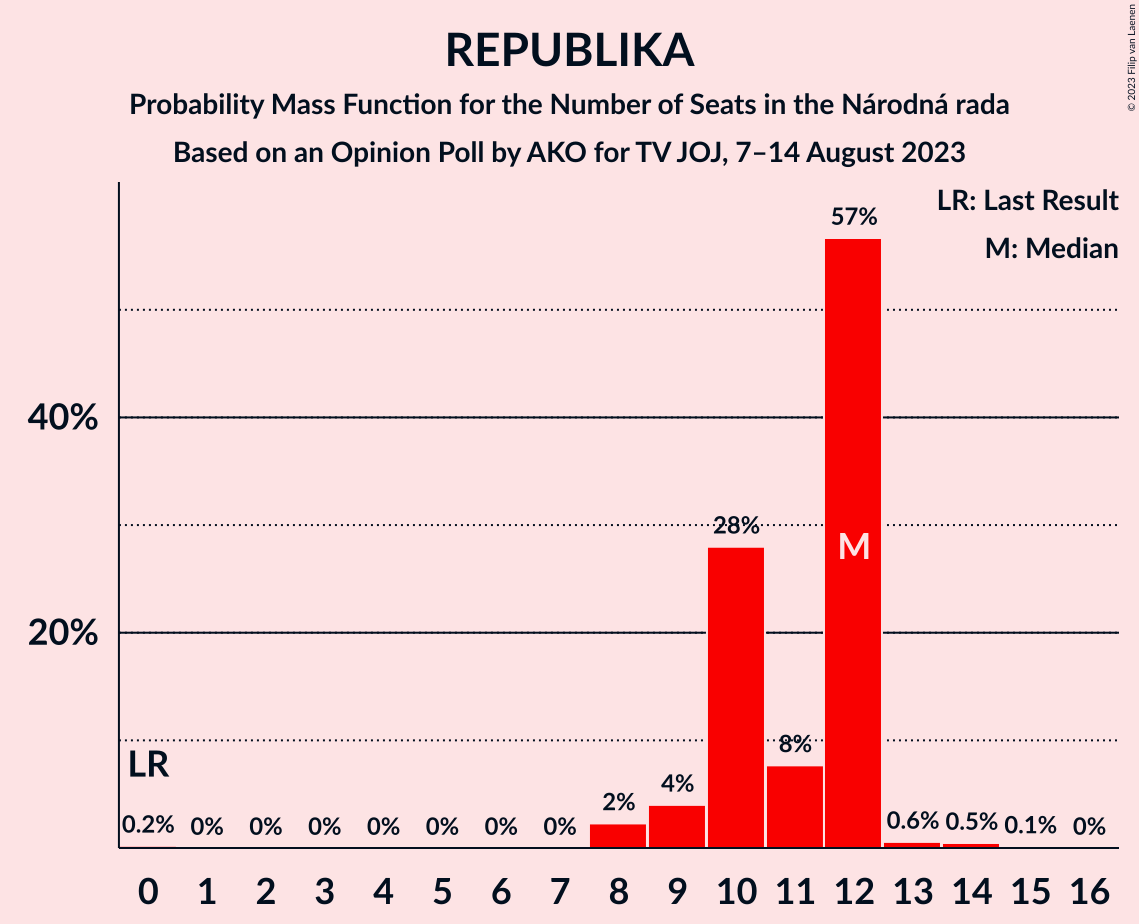 REPUBLIKA
Probability Mass Function for the Number of Seats in the Národná rada
Based on an Opinion Poll by AKO for TV JOJ, 7–14 August 2023
© 2023 Filip van Laenen
LR: Last Result
M: Median
57%
40%
28%
M
20%
8%
LR
4%
2%
0.2% 0% 0% 0% 0% 0% 0% 0% 0.6% 0.5% 0.1% 0%
0 1 2 3 4 5 6 7 8 9 10 11 12 13 14 15 16